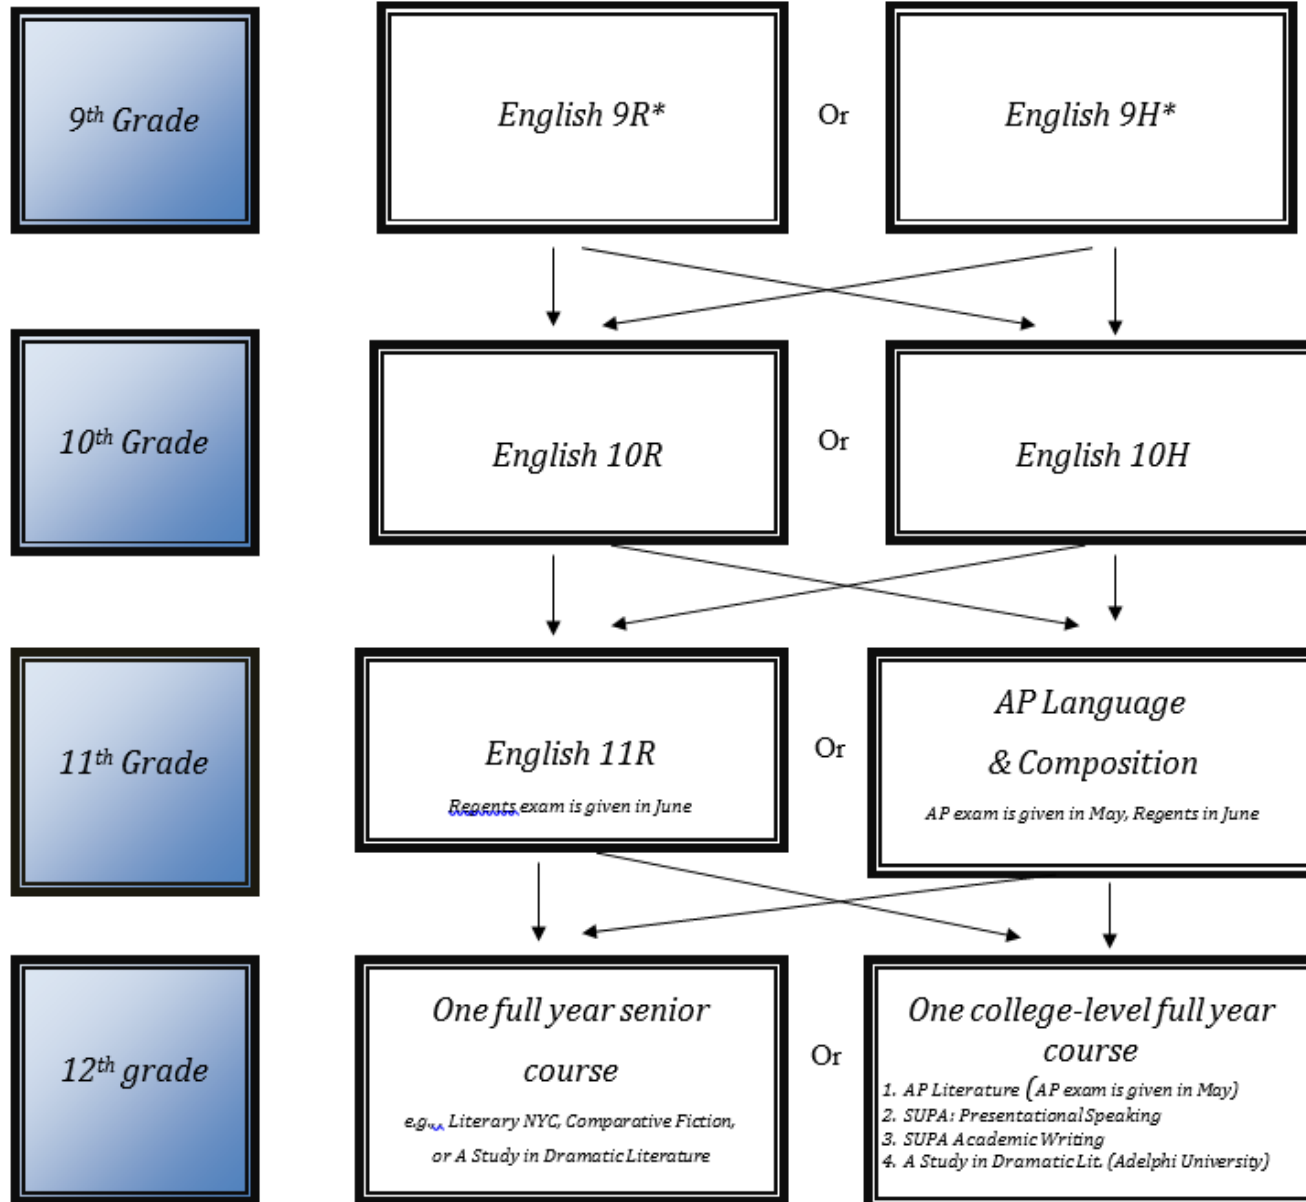 9th Grade
English 9R*
Or
English 9H*
10th Grade
English 10R
Or
English 10H
11th Grade
English 11R
Regents exam is given in June
Or
AP Language
& Composition
AP exam is given in May, Regents in June
12th grade
One full year senior
course
e.g., Literary NYC, Comparative Fiction,
or A Study in Dramatic Literature
Or
One college-level full year
course
1. AP Literature (AP exam is given in May)
2. SUPA: Presentational Speaking
3. SUPA Academic Writing
4. A Study in Dramatic Lit. (Adelphi University)